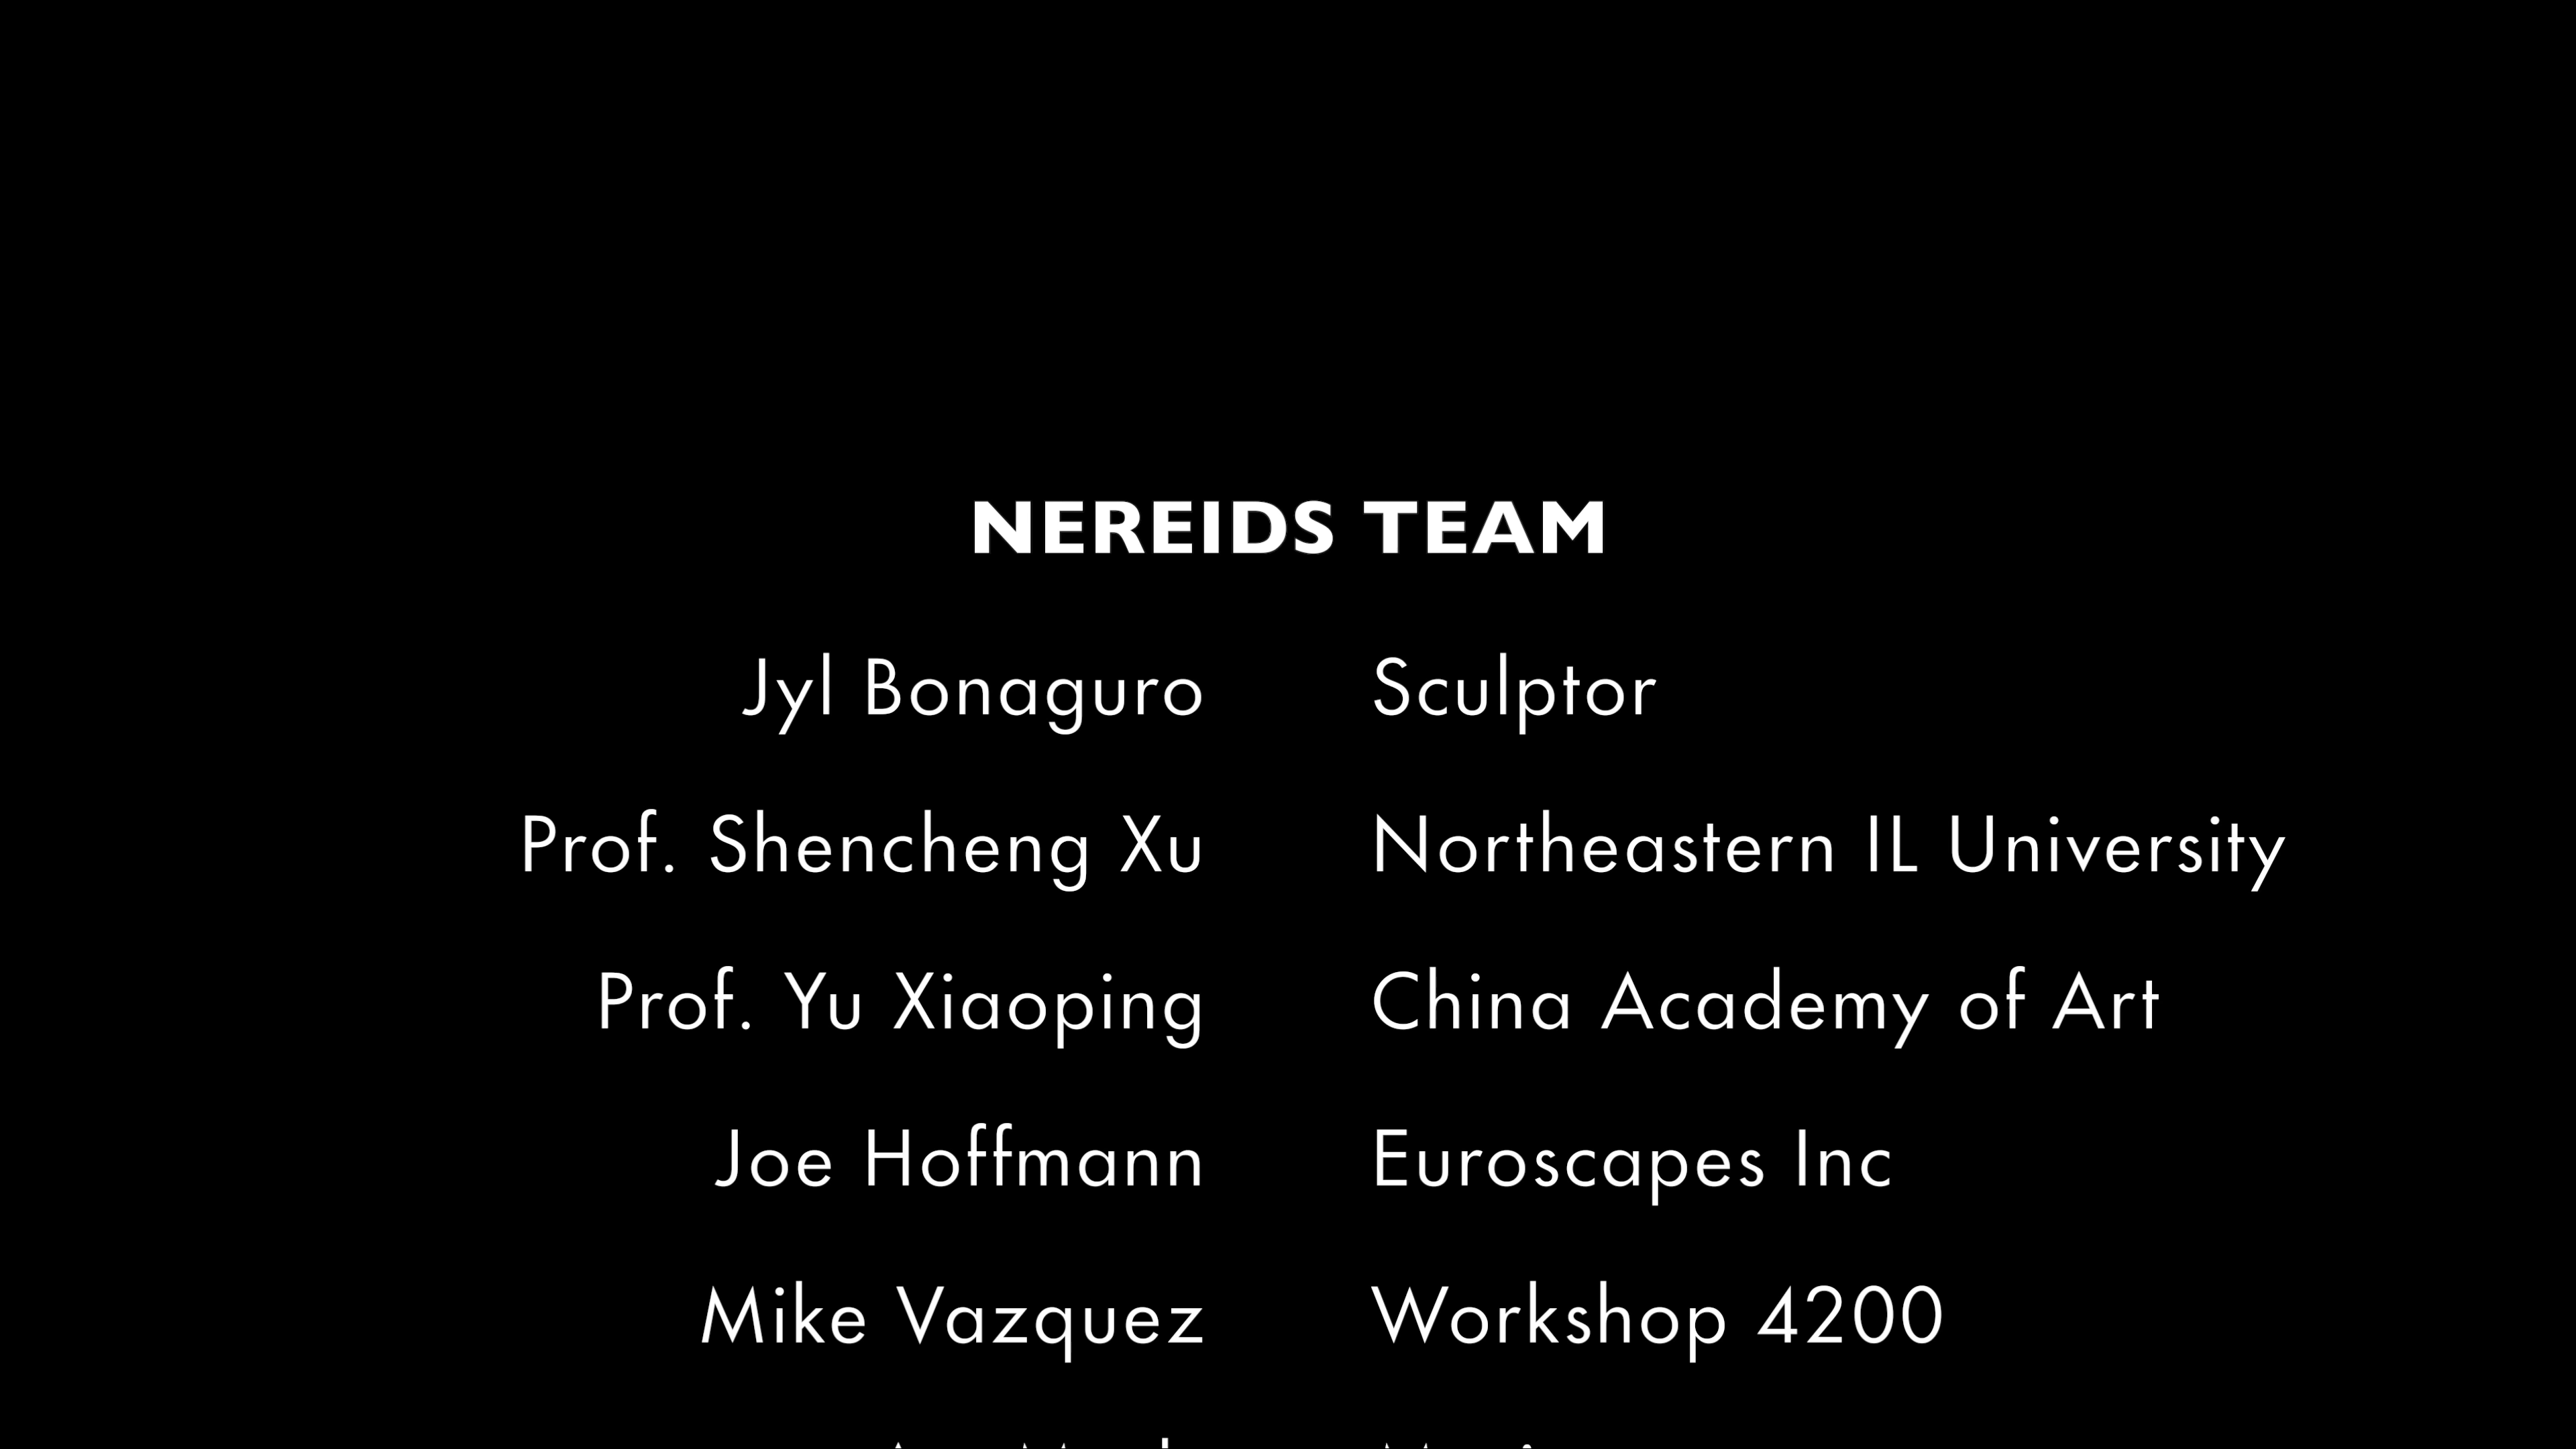 NEREIDS TEAM
Jyl Bonaguro Sculptor
Prof. Shencheng Xu Northeastern IL University
Prof. Yu Xiaoping China Academy of Art
Joe Hoffmann Euroscapes Inc
Mike Vazquez Workshop 4200